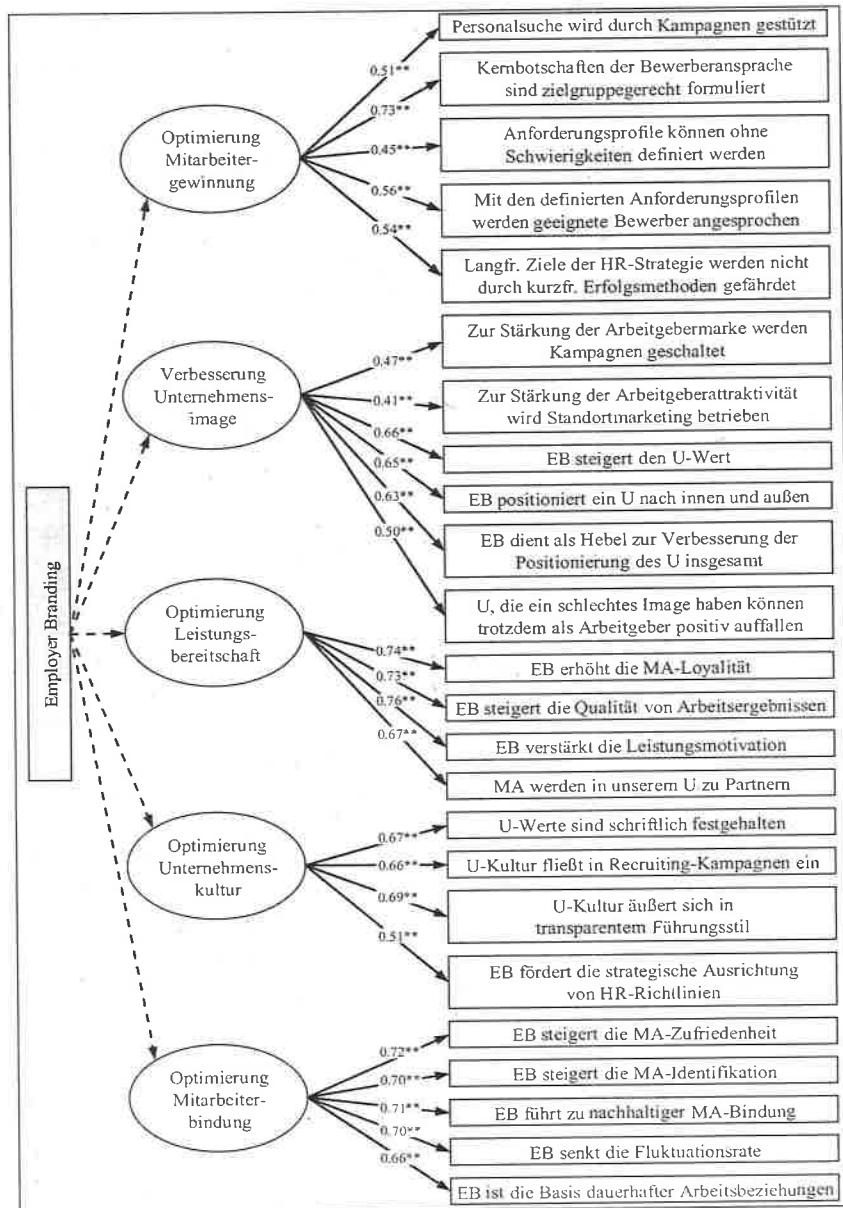 Personalsuche wird durch Kampagnen gestützt
0.51**
Kernbotschaften der Bewerberansprache
sind zielgruppegerecht formuliert
0.73**
Optimierung
Mitarbeiter-
gewinnung
0.45**
Anforderungsprofile können ohne
Schwierigkeiten definiert werden
0.56**
Mit den definierten Anforderungsprofilen
werden geeignete Bewerber angesprochen
0.54**
Langfr. Ziele der HR-Strategie werden nicht
durch kurzfr. Erfolgsmethoden gefährdet
Verbesserung
Unternehmens-
image
0.47**
Zur Stärkung der Arbeitgebermarke werden
Kampagnen geschaltet
0.41**
Zur Stärkung der Arbeitgeberattraktivität
wird Standortmarketing betrieben
0.66**
EB steigert den U-Wert
0.65**
EB positioniert ein U nach innen und außen
0.63**
EB dient als Hebel zur Verbesserung der
Positionierung des U insgesamt
0.50**
U, die ein schlechtes Image haben können
trotzdem als Arbeitgeber positiv auffallen
Employer Branding
Optimierung
Leistungs-
bereitschaft
0.74**
EB erhöht die MA-Loyalität
0.73**
EB steigert die Qualität von Arbeitsergebnissen
0.76**
EB verstärkt die Leistungsmotivation
0.67**
MA werden in unserem U zu Partnern
Optimierung
Unternehmens-
kultur
0.67**
U-Werte sind schriftlich festgehalten
0.66**
U-Kultur fließt in Recruiting-Kampagnen ein
0.69**
U-Kultur äußert sich in
transparentem Führungsstil
0.51**
EB fördert die strategische Ausrichtung
von HR-Richtlinien
Optimierung
Mitarbeiter-
bindung
0.72**
EB steigert die MA-Zufriedenheit
0.70**
EB steigert die MA-Identifikation
0.71**
EB führt zu nachhaltiger MA-Bindung
0.70**
EB senkt die Fluktuationsrate
0.66**
EB ist die Basis dauerhafter Arbeitsbeziehungen